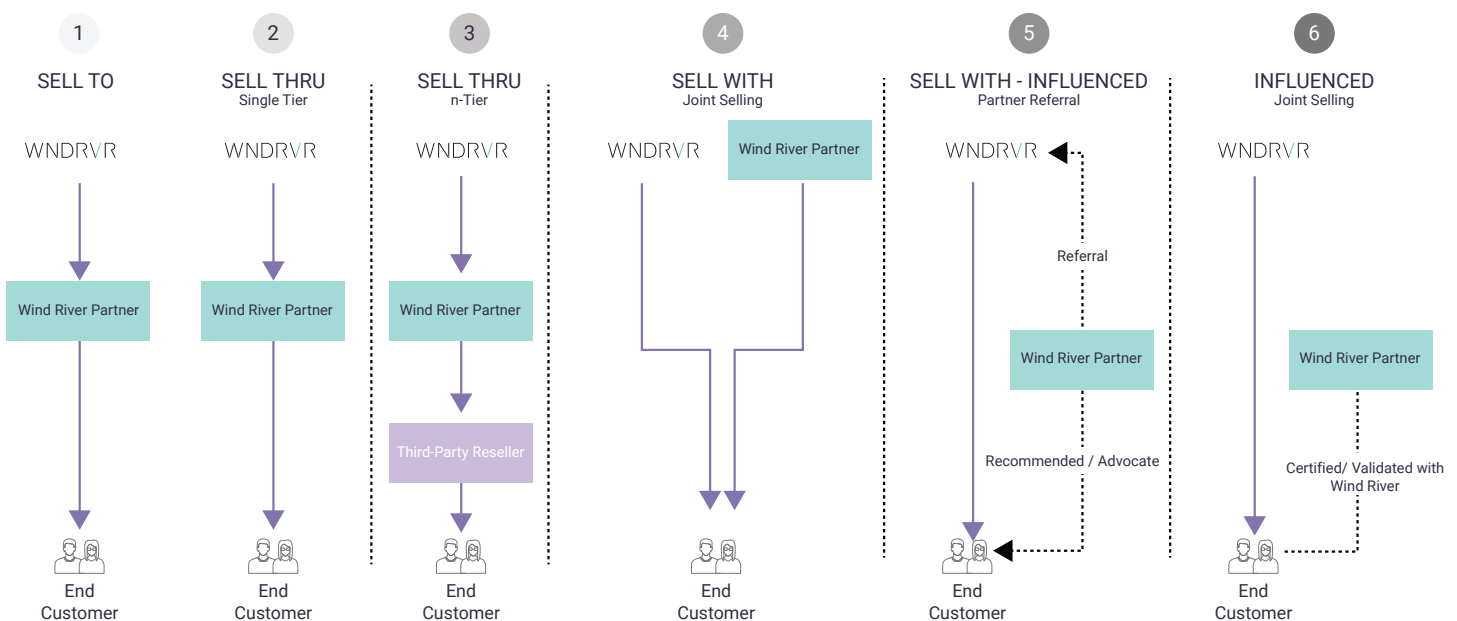 1
SELL TO
WNDRVR
Wind River Partner
End
Customer
2
SELL THRU
Single Tier
WNDRVR
Wind River Partner
End
Customer
3
SELL THRU
n-Tier
WNDRVR
Wind River Partner
Third-Party Reseller
End
Customer
4
SELL WITH
Joint Selling
WNDRVR
Wind River Partner
End
Customer
5
SELL WITH - INFLUENCED
Partner Referral
WNDRVR
Referral
Wind River Partner
Recommended / Advocate
End
Customer
6
INFLUENCED
Joint Selling
WNDRVR
Wind River Partner
Certified/ Validated with
Wind River
End
Customer